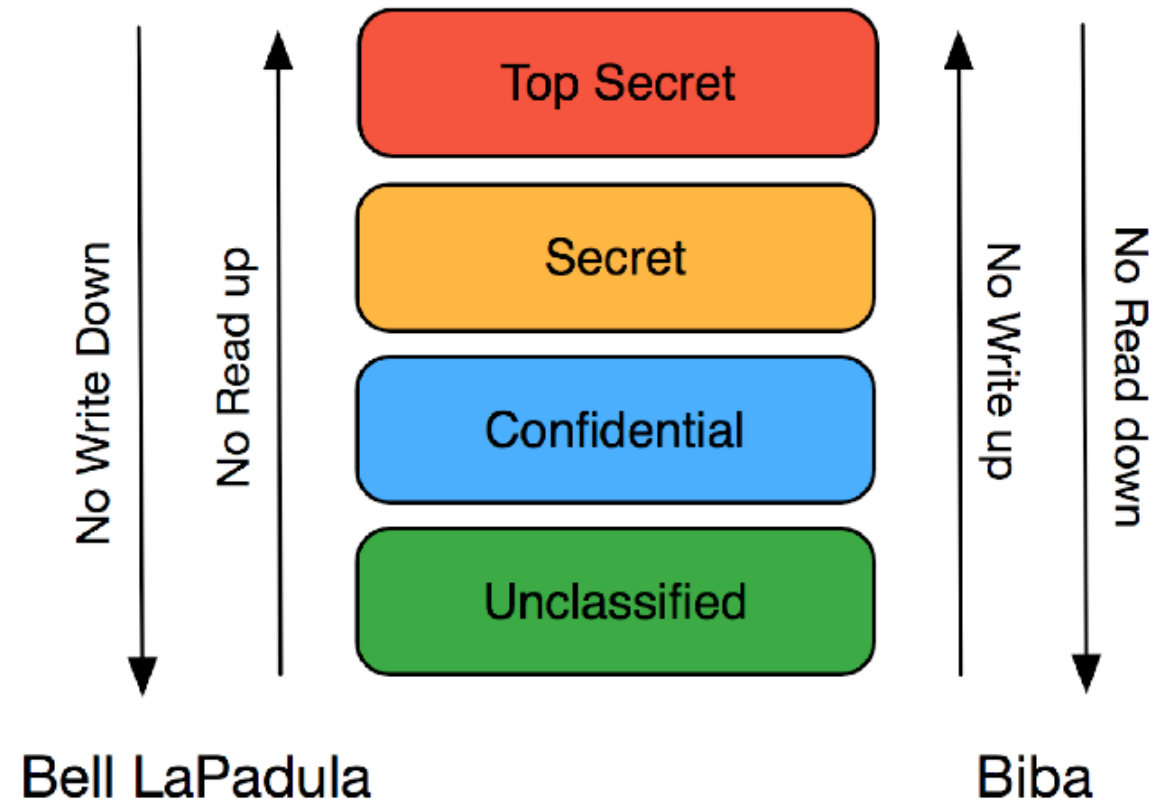 Top Secret
Secret
Confidential
Unclassified
No Write Down
No Read up
No Write up
No Read down
Bell LaPadula
Biba